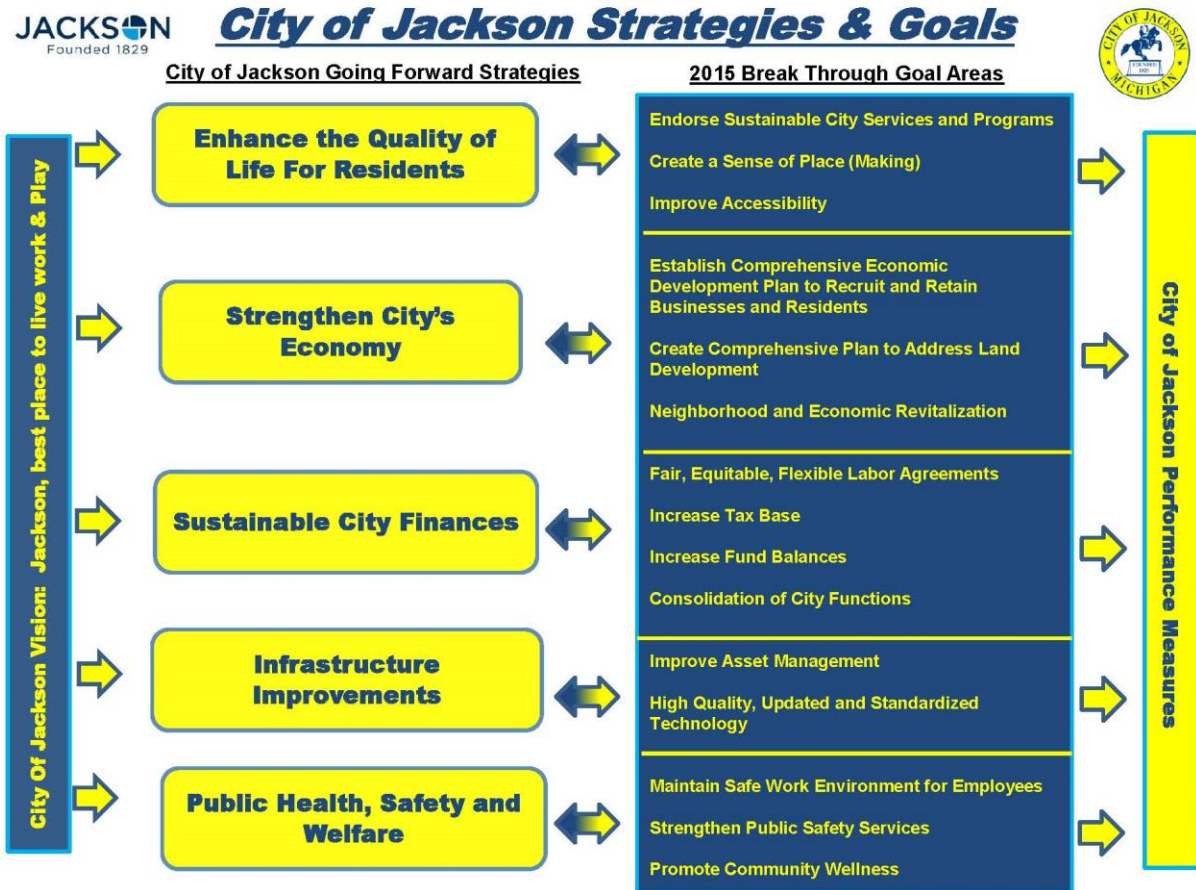 JACKSON
Founded 1829
City of Jackson Strategies & Goals
CITY OF JACKSON
FOUNDED
1829
MICHIGAN
City of Jackson Going Forward Strategies
2015 Break Through Goal Areas
City Of Jackson Vision:  Jackson, best place to live work & Play
Enhance the Quality of
Life For Residents
Endorse Sustainable City Services and Programs
Create a Sense of Place (Making)
Improve Accessibility
Strengthen City’s
Economy
Establish Comprehensive Economic
Development Plan to Recruit and Retain
Businesses and Residents
Create Comprehensive Plan to Address Land
Development
Neighborhood and Economic Revitalization
Sustainable City Finances
Fair, Equitable, Flexible Labor Agreements
Increase Tax Base
Increase Fund Balances
Consolidation of City Functions
Infrastructure
Improvements
Improve Asset Management
High Quality, Updated and Standardized
Technology
Public Health, Safety and
Welfare
Maintain Safe Work Environment for Employees
Strengthen Public Safety Services
Promote Community Wellness
City of Jackson Performance Measures